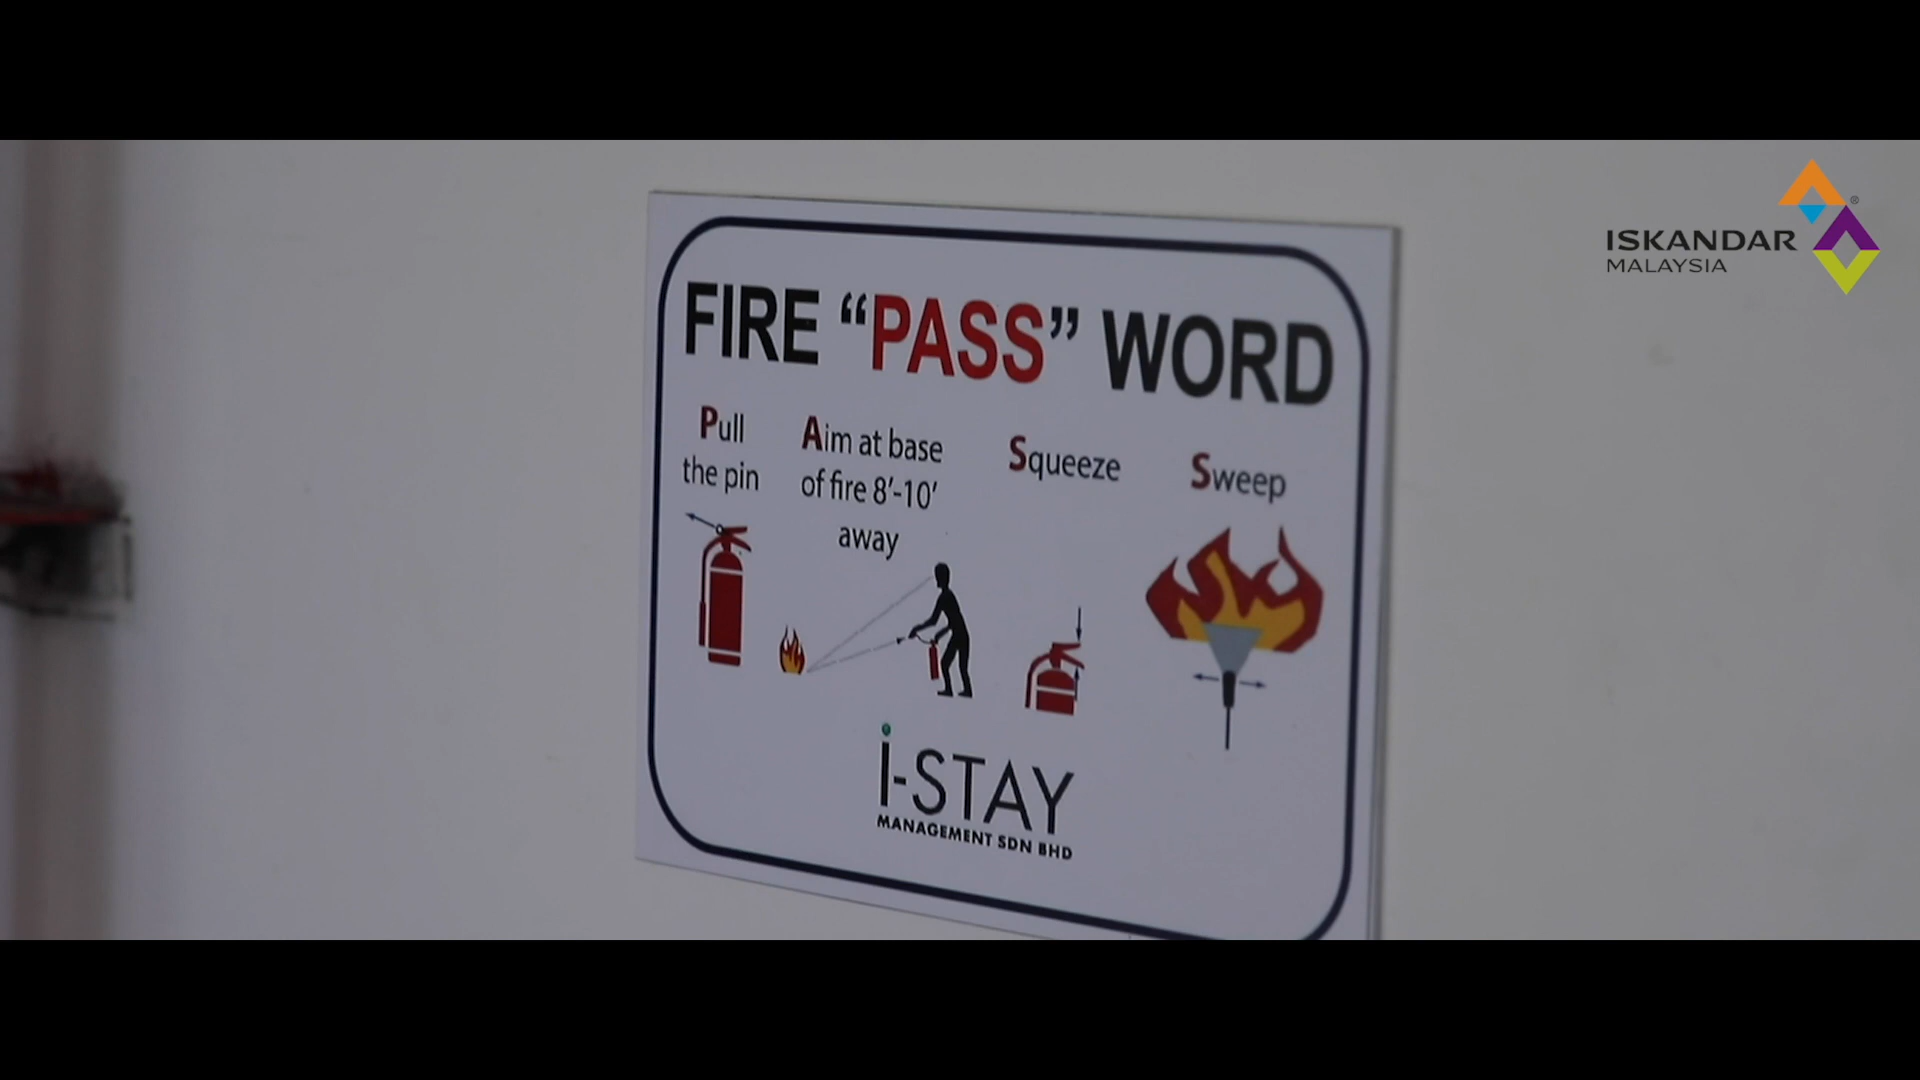 FIRE “PASS” WORD
Pull
the pin
Aim at base
of fire 8’-10’
away
Squeeze
Sweep
i-STAY
MANAGEMENT SDN BHD
ISKANDAR
MALAYSIA
®